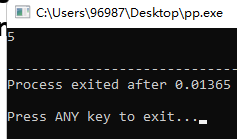 C:\Users\96987\Desktop\pp.exe
5
--------------------------------
Process exited after 0.01365
Press ANY key to exit...